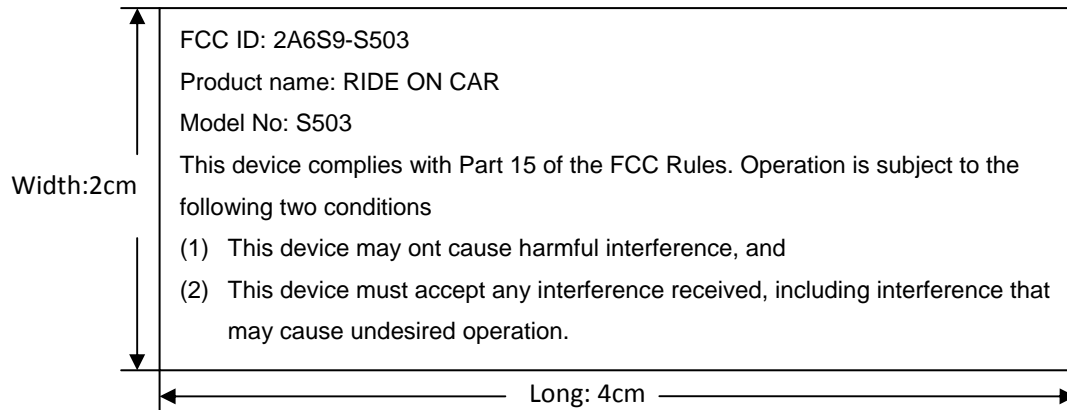 FCC ID: 2A6S9-S503
Product name: RIDE ON CAR
Model No: S503
This device complies with Part 15 of the FCC Rules. Operation is subject to the
following two conditions
(1) This device may ont cause harmful interference, and
(2) This device must accept any interference received, including interference that
may cause undesired operation.
Width:2cm
Long: 4cm